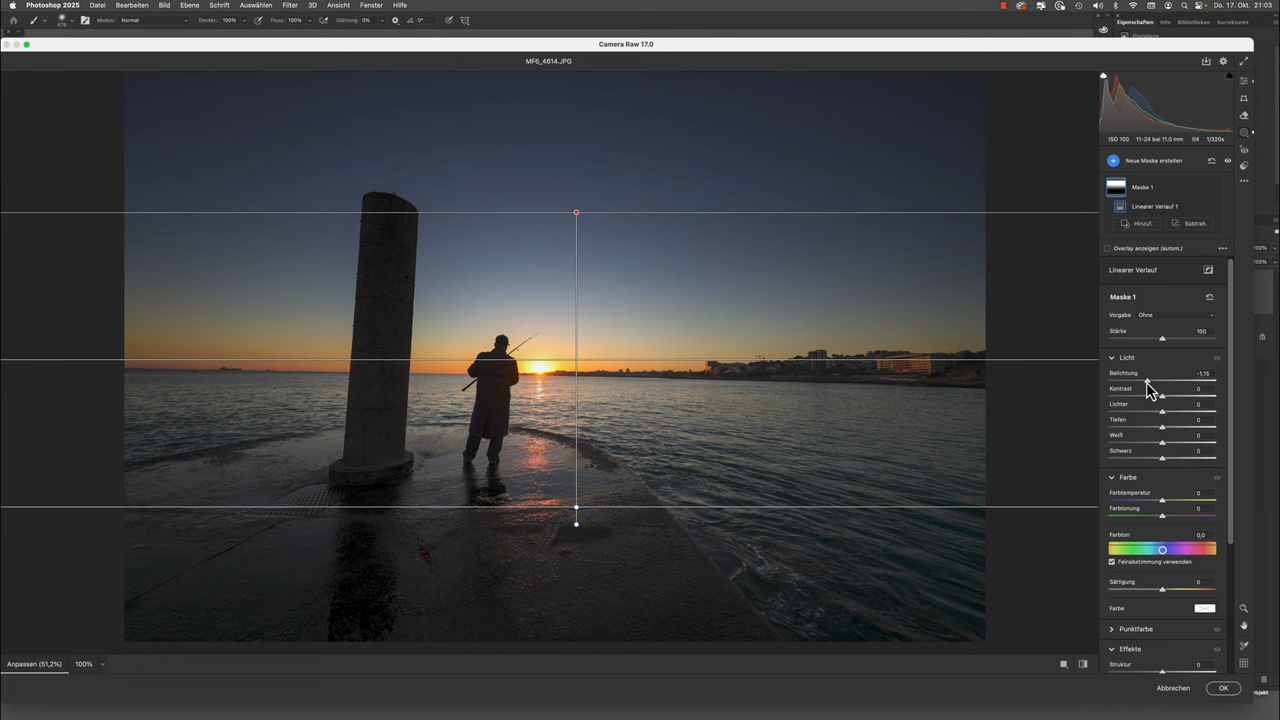 Photoshop 2025 Datei Bearbeiten Bild Ebene Schrift Auswählen Filter 3D Ansicht Fenster Hilfe Do. 17. Okt. 21:03
476 Modus: Normal Deckkr.: 100% Fluss: 100% Glättung: 0% 0°
Eigenschaften Info Bibliotheken Korrekturen
Pixelebene
Camera Raw 17.0
MF6_4614.JPG
ISO 100 11-24 bei 11.0 mm f/4 1/320s
Neue Maske erstellen
Maske 1
Linearer Verlauf 1
Hinzuf. Subtrah.
Overlay anzeigen (autom.)
100%
100%
Linearer Verlauf
Maske 1
Vorgabe Ohne
Stärke 100
Licht
Belichtung -1,15
Kontrast 0
Lichter 0
Tiefen 0
Weiß 0
Schwarz 0
Farbe
Farbtemperatur 0
Farbtonung 0
Farbton 0,0
Feinabstimmung verwenden
Sättigung 0
Farbe
Punktfarbe
Effekte
Struktur 0
Anpassen (51,2%) 100%
Abbrechen OK